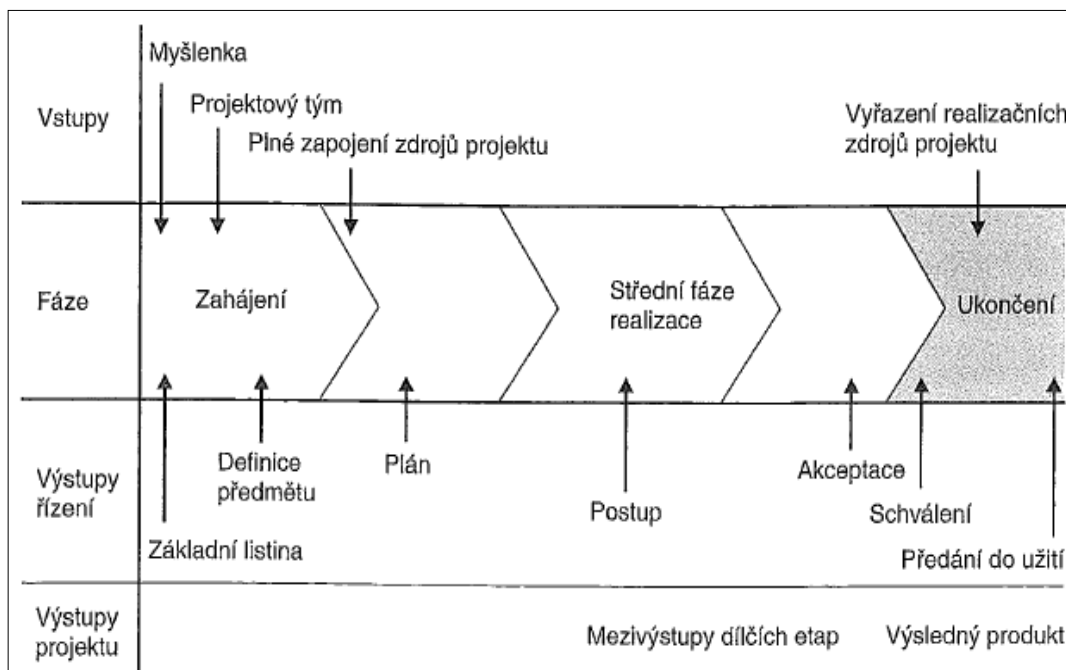 Vstupy
Myšlenka
Projektový tým
Plné zapojení zdrojů projektu
Vyřazení realizačních
zdrojů projektu
Fáze
Zahájení
Střední fáze
realizace
Ukončení
Výstupy
řízení
Základní listina
Definice
předmětu
Plán
Postup
Akceptace
Schválení
Předání do užití
Výstupy
projektu
Mezivýstupy dílčích etap
Výsledný produkt